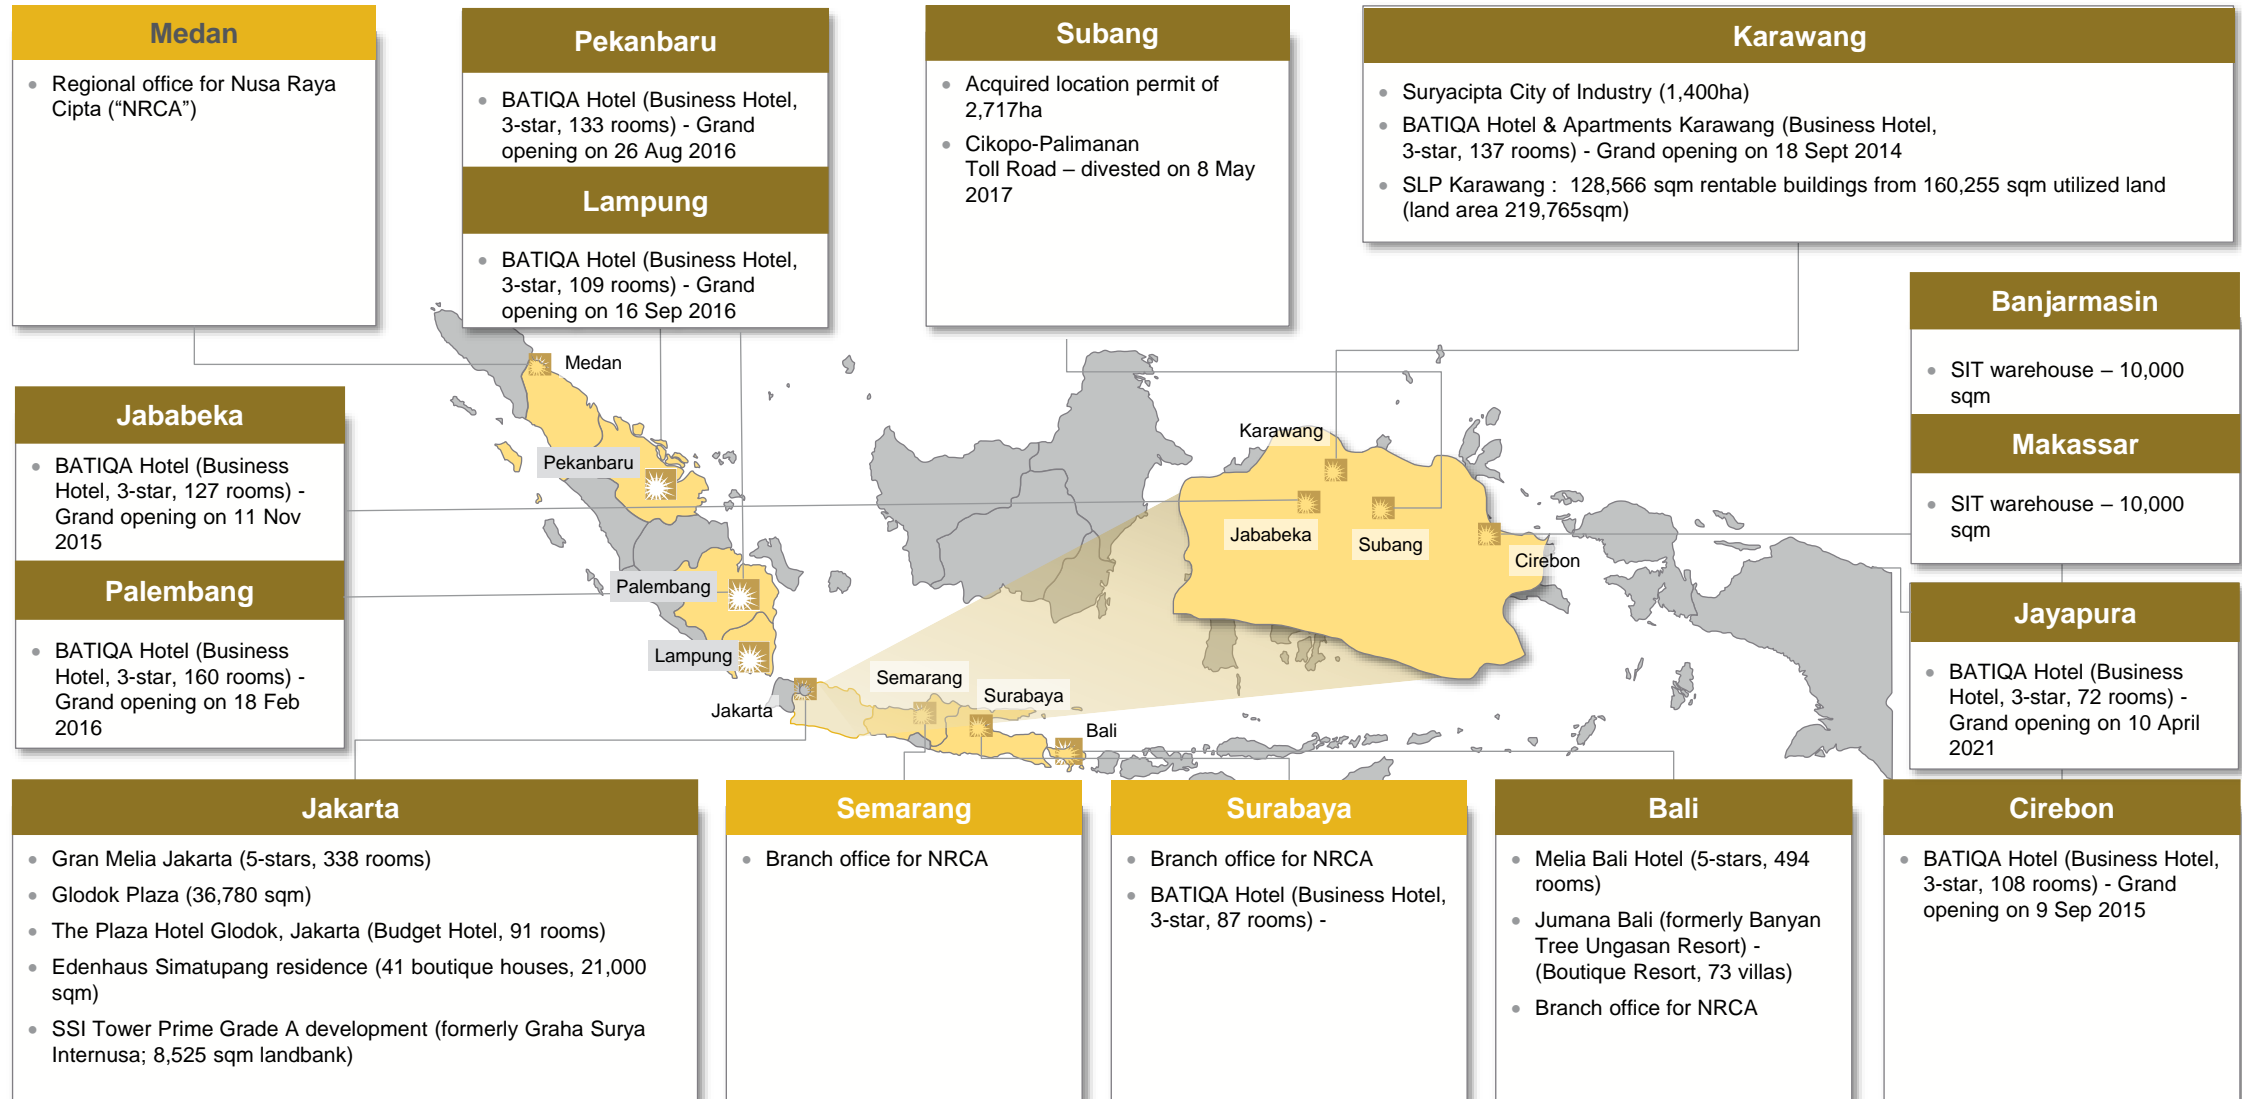 Medan
• Regional office for Nusa Raya
Cipta (“NRCA”)
Pekanbaru
• BATIQA Hotel (Business Hotel,
3-star, 133 rooms) - Grand
opening on 26 Aug 2016
Lampung
• BATIQA Hotel (Business Hotel,
3-star, 109 rooms) - Grand
opening on 16 Sep 2016
Subang
• Acquired location permit of
2,717ha
• Cikopo-Palimanan
Toll Road – divested on 8 May
2017
Karawang
• Suryacipta City of Industry (1,400ha)
• BATIQA Hotel & Apartments Karawang (Business Hotel,
3-star, 137 rooms) - Grand opening on 18 Sept 2014
• SLP Karawang : 128,566 sqm rentable buildings from 160,255 sqm utilized land
(land area 219,765sqm)
Banjarmasin
• SIT warehouse – 10,000
sqm
Makassar
• SIT warehouse – 10,000
sqm
Jayapura
• BATIQA Hotel (Business
Hotel, 3-star, 72 rooms) -
Grand opening on 10 April
2021
Jababeka
• BATIQA Hotel (Business
Hotel, 3-star, 127 rooms) -
Grand opening on 11 Nov
2015
Palembang
• BATIQA Hotel (Business
Hotel, 3-star, 160 rooms) -
Grand opening on 18 Feb
2016
Medan
Pekanbaru
Palembang
Lampung
Jakarta
Semarang
Surabaya
Bali
Karawang
Jababeka
Subang
Cirebon
Jakarta
• Gran Melia Jakarta (5-stars, 338 rooms)
• Glodok Plaza (36,780 sqm)
• The Plaza Hotel Glodok, Jakarta (Budget Hotel, 91 rooms)
• Edenhaus Simatupang residence (41 boutique houses, 21,000
sqm)
• SSI Tower Prime Grade A development (formerly Graha Surya
Internusa; 8,525 sqm landbank)
Semarang
• Branch office for NRCA
Surabaya
• Branch office for NRCA
• BATIQA Hotel (Business Hotel,
3-star, 87 rooms) -
Bali
• Melia Bali Hotel (5-stars, 494
rooms)
• Jumana Bali (formerly Banyan
Tree Ungasan Resort) -
(Boutique Resort, 73 villas)
• Branch office for NRCA
Cirebon
• BATIQA Hotel (Business Hotel,
3-star, 108 rooms) - Grand
opening on 9 Sep 2015